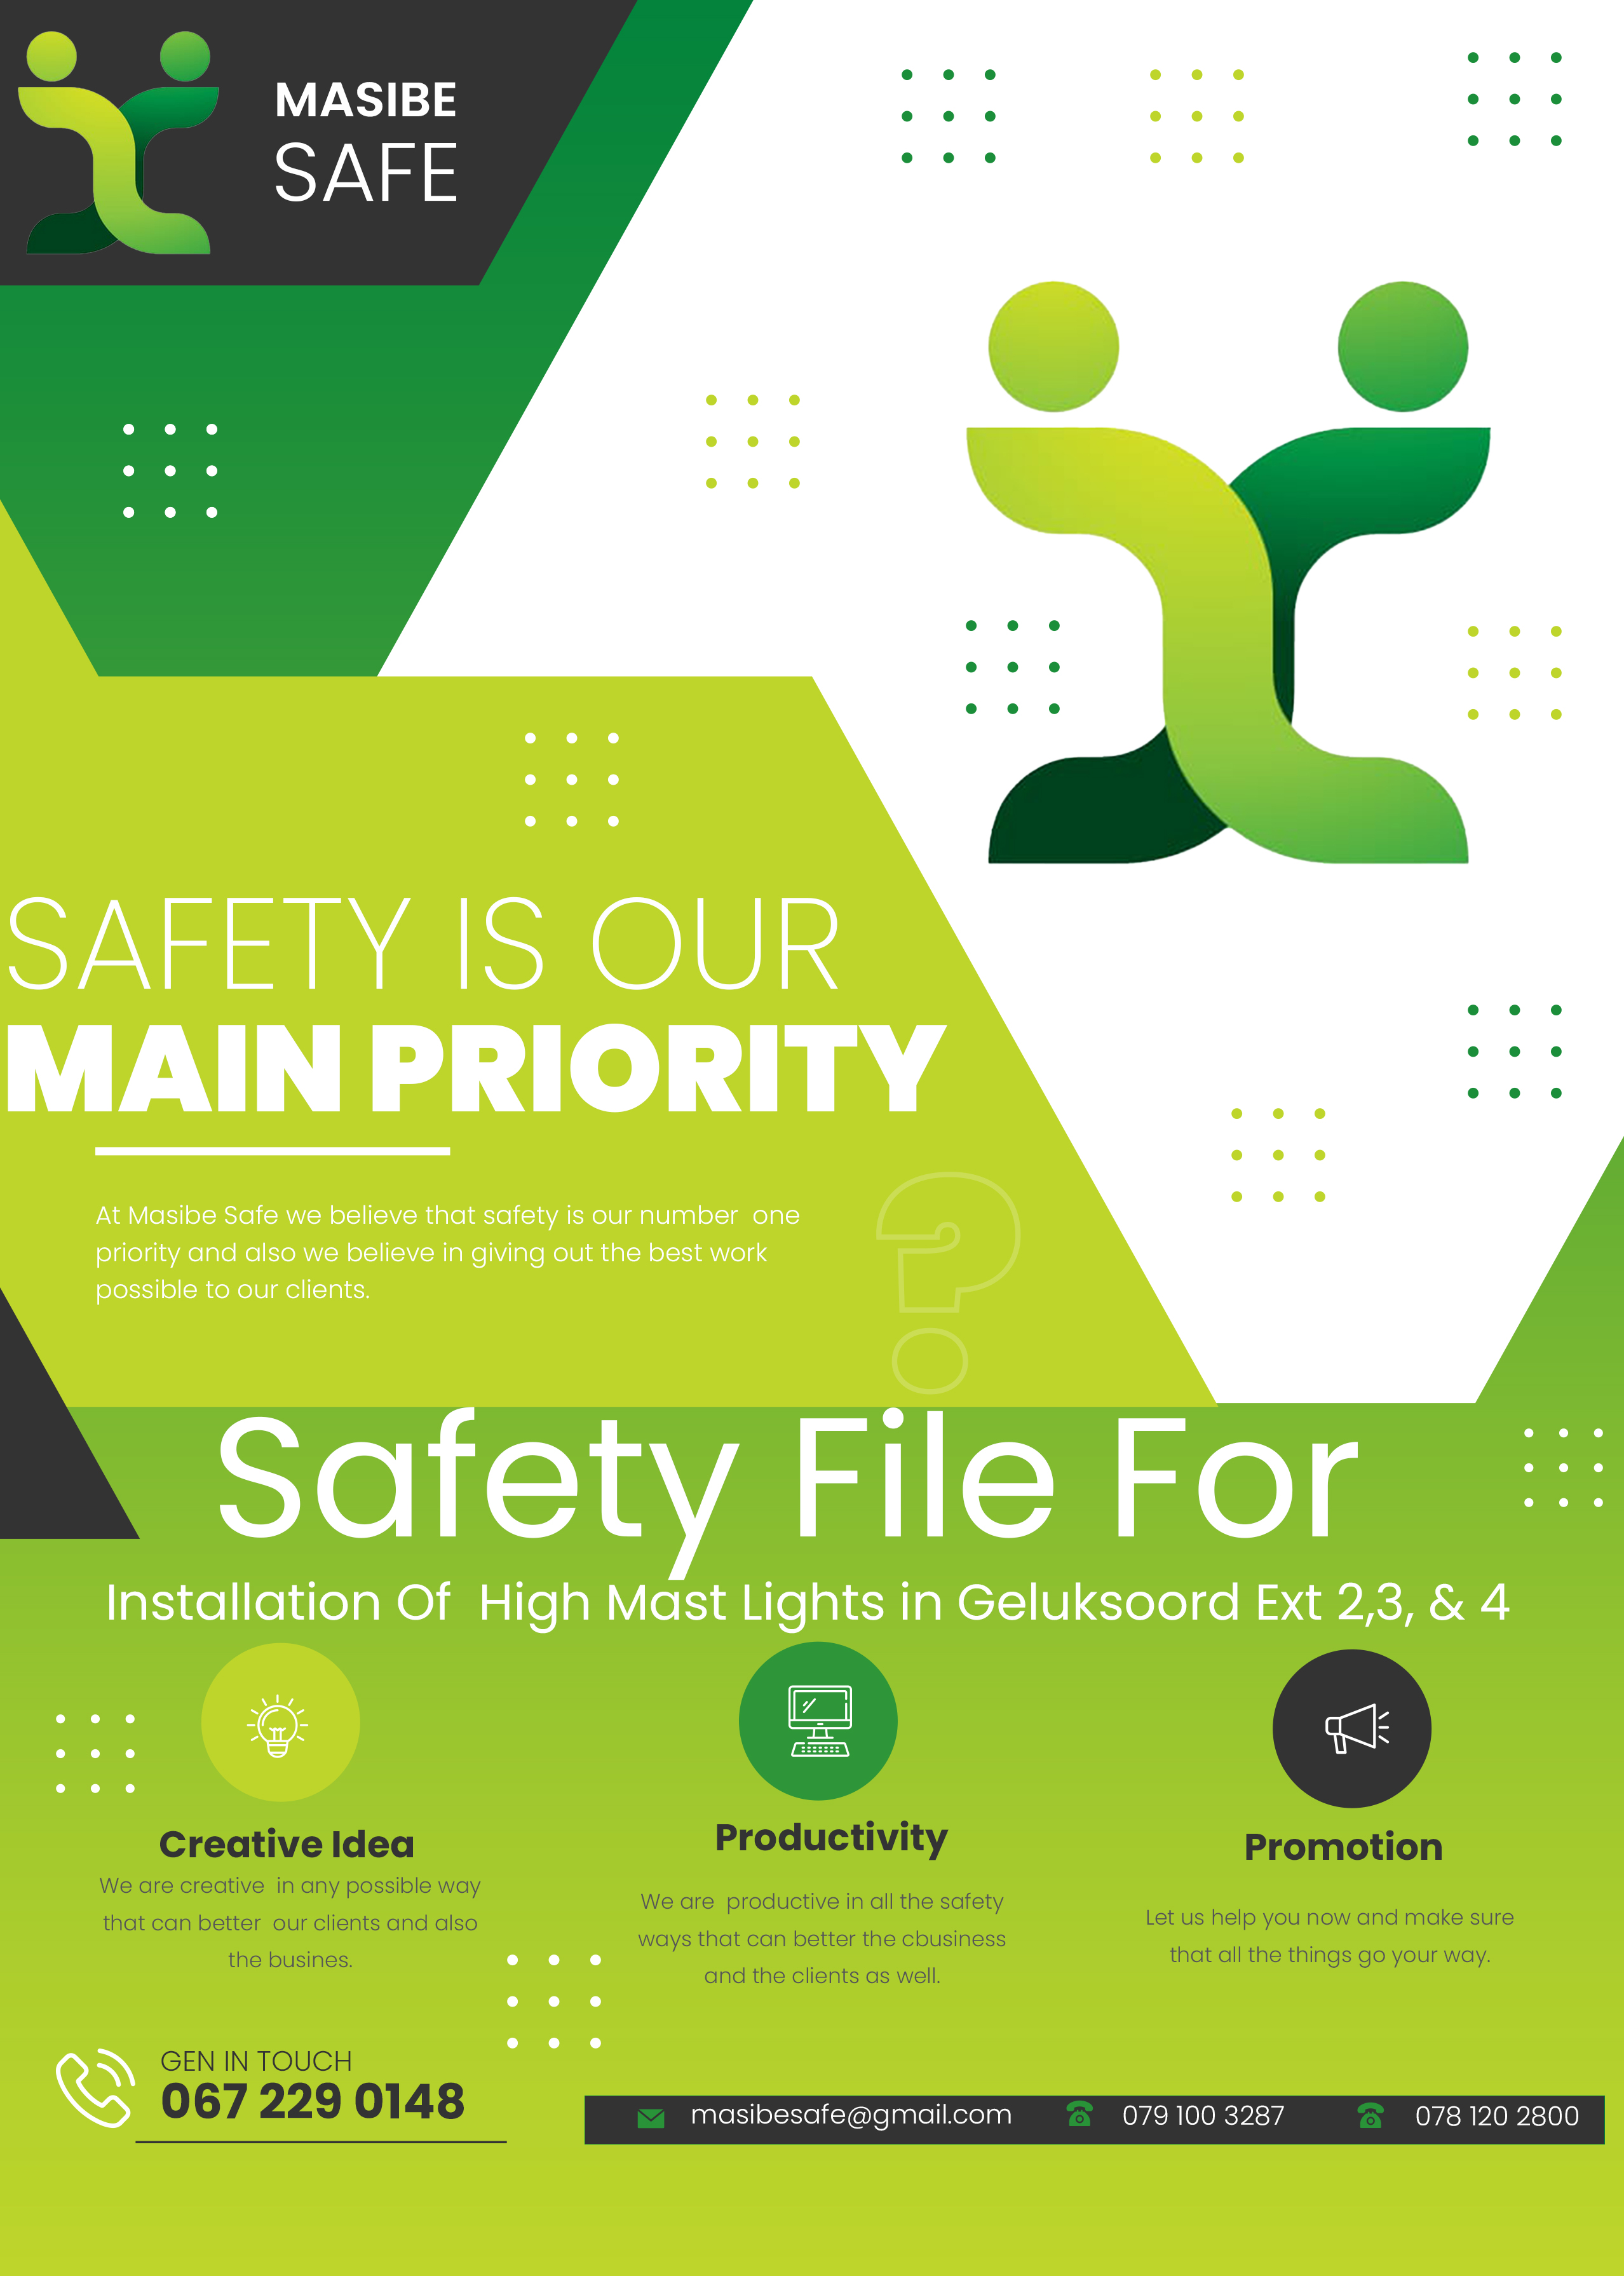 MASIBE
SAFE
SAFETY IS OUR
MAIN PRIORITY
At Masibe Safe we believe that safety is our number one
priority and also we believe in giving out the best work
possible to our clients.
?
Safety File For
Installation Of High Mast Lights in Geluksoord Ext 2,3, & 4
Creative Idea
We are creative in any possible way
that can better our clients and also
the busines.
Productivity
We are productive in all the safety
ways that can better the cbusiness
and the clients as well.
Promotion
Let us help you now and make sure
that all the things go your way.
GEN IN TOUCH
067 229 0148
masibesafe@gmail.com 079 100 3287 078 120 2800